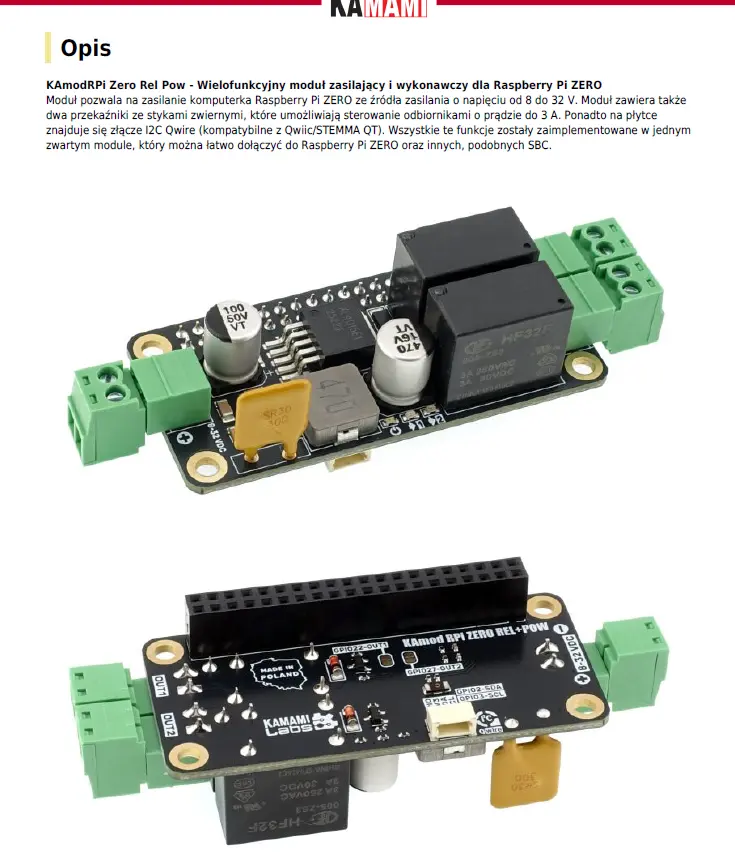 KAMAMI
Opis
KAmodRPi Zero Rel Pow - Wielofunkcyjny moduł zasilający i wykonawczy dla Raspberry Pi ZERO
Moduł pozwala na zasilanie komputerka Raspberry Pi ZERO ze źródła zasilania o napięciu od 8 do 32 V. Moduł zawiera także
dwa przekaźniki ze stykami zwiernymi, które umożliwiają sterowanie odbiornikami o prądzie do 3 A. Ponadto na płytce
znajduje się złącze I2C Qwire (kompatybilne z Qwiic/STEMMA QT). Wszystkie te funkcje zostały zaimplementowane w jednym
zwartym module, który można łatwo dołączyć do Raspberry Pi ZERO oraz innych, podobnych SBC.
100
50V
VT
470
16V
VT
HF32F
470
SR30
300
8-32VDC
KAmod RPI ZERO REL+POW
GPIO22-OUT1
GPIO27-OUT2
MADE IN
POLAND
GPIO2-SDA
GPIO3-SCL
OUT1
OUT2
KAMAMI
Labs
8-32VDC
HF32F